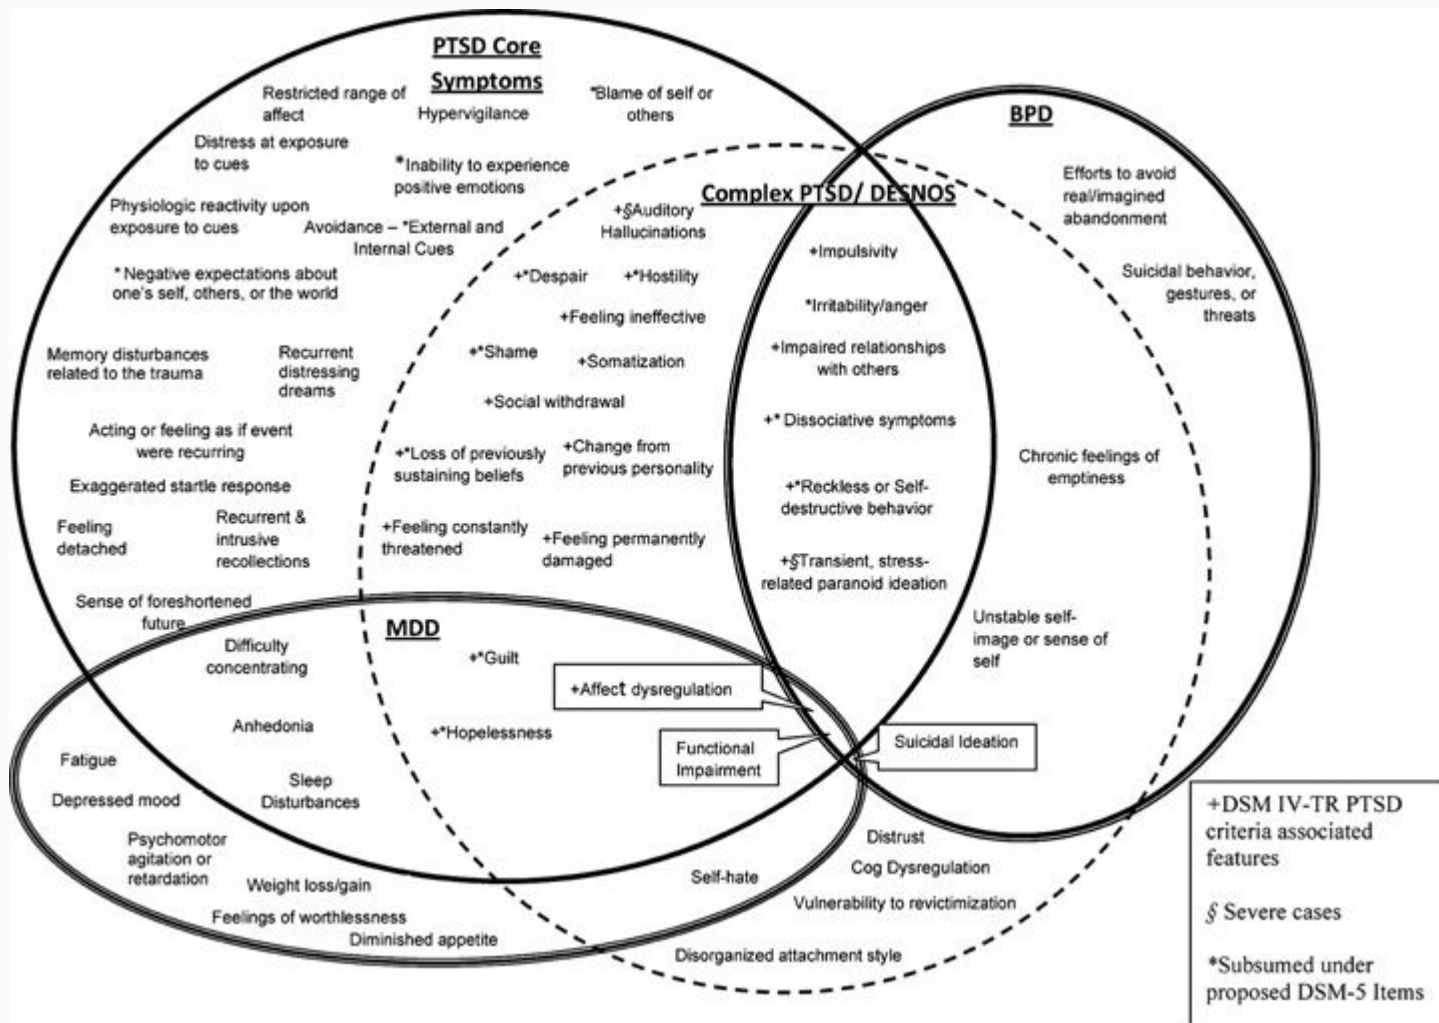 PTSD Core
Symptoms
Restricted range of
affect
Hypervigilance
*Blame of self or
others
Distress at exposure
to cues
*Inability to experience
positive emotions
Physiologic reactivity upon
exposure to cues
Avoidance – *External and
Internal Cues
*Negative expectations about
one's self, others, or the world
Memory disturbances
related to the trauma
Recurrent
distressing
dreams
Acting or feeling as if event
were recurring
Exaggerated startle response
Feeling
detached
Recurrent &
intrusive
recollections
Sense of foreshortened
future
Complex PTSD/ DESNOS
+§Auditory
Hallucinations
+*Despair
+*Hostility
+Feeling ineffective
+*Shame
+Somatization
+Social withdrawal
+*Loss of previously
sustaining beliefs
+Change from
previous personality
+Feeling constantly
threatened
+Feeling permanently
damaged
BPD
Efforts to avoid
real/imagined
abandonment
Suicidal behavior,
gestures, or
threats
+Impulsivity
*Irritability/anger
+Impaired relationships
with others
+* Dissociative symptoms
+*Reckless or Self-
destructive behavior
+§Transient, stress-
related paranoid ideation
Chronic feelings of
emptiness
Unstable self-
image or sense of
self
MDD
Difficulty
concentrating
+*Guilt
+Affect dysregulation
Anhedonia
+*Hopelessness
Functional
Impairment
Suicidal Ideation
Fatigue
Depressed mood
Sleep
Disturbances
Psychomotor
agitation or
retardation
Weight loss/gain
Feelings of worthlessness
Diminished appetite
Self-hate
Distrust
Cog Dysregulation
Vulnerability to revictimization
Disorganized attachment style
+DSM IV-TR PTSD
criteria associated
features
§ Severe cases
*Subsumed under
proposed DSM-5 Items